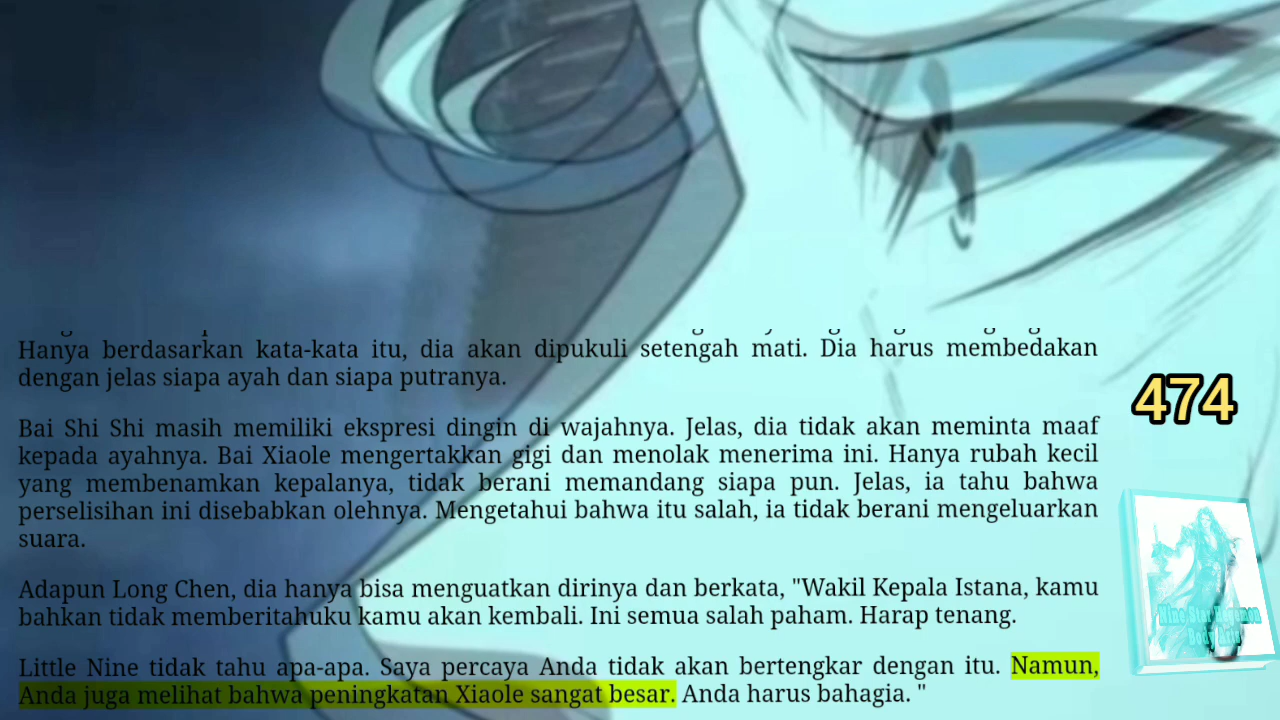 Hanya berdasarkan kata-kata itu, dia akan dipukuli setengah mati. Dia harus membedakan
dengan jelas siapa ayah dan siapa putranya.
Bai Shi Shi masih memiliki ekspresi dingin di wajahnya. Jelas, dia tidak akan meminta maaf
kepada ayahnya. Bai Xiaole mengertakkan gigi dan menolak menerima ini. Hanya rubah kecil
yang membenamkan kepalanya, tidak berani memandang siapa pun. Jelas, ia tahu bahwa
perselisihan ini disebabkan olehnya. Mengetahui bahwa itu salah, ia tidak berani mengeluarkan
suara.
Adapun Long Chen, dia hanya bisa menguatkan dirinya dan berkata, "Wakil Kepala Istana, kamu
bahkan tidak memberitahuku kamu akan kembali. Ini semua salah paham. Harap tenang.
Little Nine tidak tahu apa-apa. Saya percaya Anda tidak akan bertengkar dengan itu. Namun,
Anda juga melihat bahwa peningkatan Xiaole sangat besar. Anda harus bahagia. "
474
Nine Star Hegemon
Body Arts